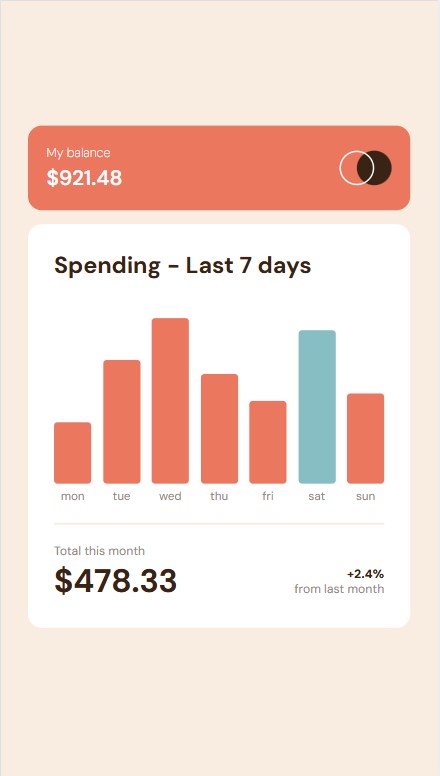 My balance
$921.48
Spending - Last 7 days
mon tue wed thu fri sat sun
Total this month
$478.33
+2.4%
from last month